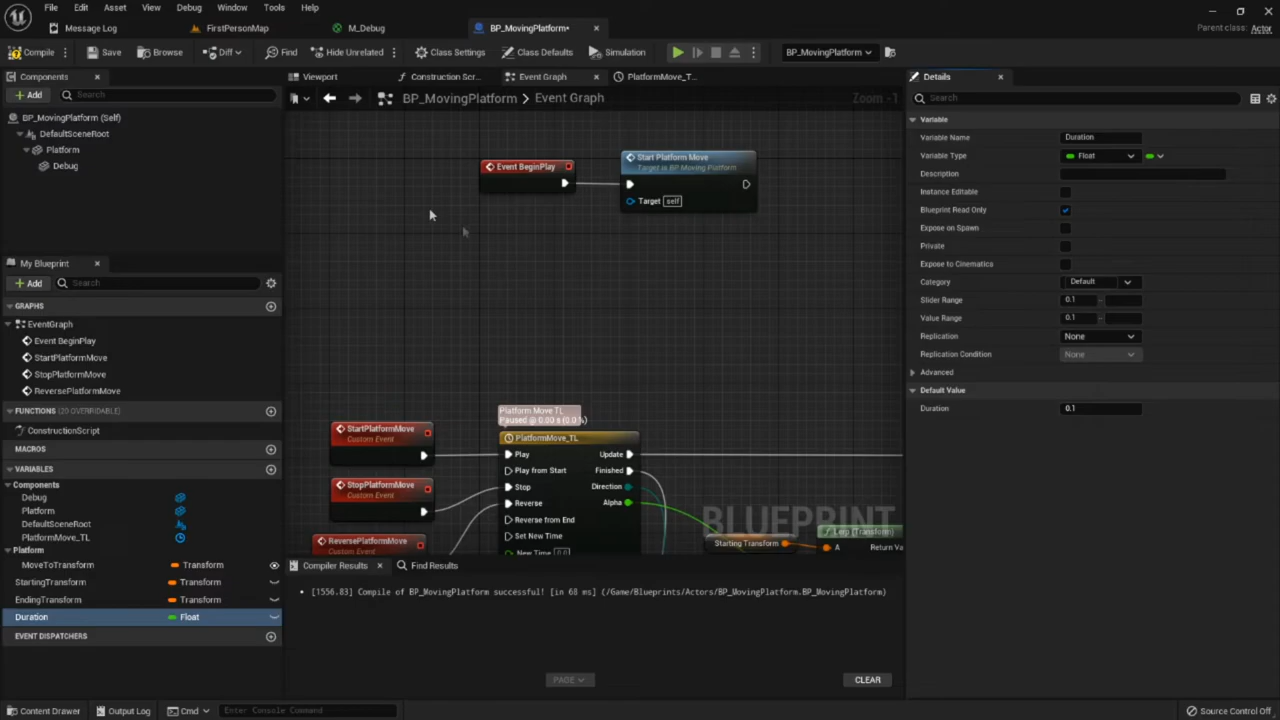 File Edit Asset View Debug Window Tools Help
Message Log FirstPersonMap M_Debug BP_MovingPlatform*
Parent class: Actor
Compile Save Browse Diff Find Hide Unrelated Class Settings Class Defaults Simulation BP_MovingPlatform
Components
Add Search
BP_MovingPlatform (Self)
DefaultSceneRoot
Platform
Debug
Viewport Construction Scr... Event Graph PlatformMove_T...
BP_MovingPlatform > Event Graph Zoom -1
Event BeginPlay
Start Platform Move
Target is BP Moving Platform
Target self
StartPlatformMove
Custom Event
StopPlatformMove
Custom Event
ReversePlatformMove
Custom Event
Platform Move TL
Paused @ 0.00 s (0.0 %)
PlatformMove_TL
Play Update
Play from Start Finished
Stop Direction
Reverse Alpha
Reverse from End
Set New Time
New Time 0.0
BLUEPRINT
Starting Transform
Lerp (Transform)
A Return Va
My Blueprint
Add Search
GRAPHS
EventGraph
Event BeginPlay
StartPlatformMove
StopPlatformMove
ReversePlatformMove
FUNCTIONS (20 OVERRIDABLE)
ConstructionScript
MACROS
VARIABLES
Components
Debug
Platform
DefaultSceneRoot
PlatformMove_TL
Platform
MoveToTransform Transform
StartingTransform Transform
EndingTransform Transform
Duration Float
EVENT DISPATCHERS
Compiler Results Find Results
[1556.83] Compile of BP_MovingPlatform successful! [in 68 ms] (/Game/Blueprints/Actors/BP_MovingPlatform.BP_MovingPlatform)
PAGE CLEAR
Details
Search
Variable
Variable Name Duration
Variable Type Float
Description
Instance Editable
Blueprint Read Only
Expose on Spawn
Private
Expose to Cinematics
Category Default
Slider Range 0.1
Value Range 0.1
Replication None
Replication Condition None
Advanced
Default Value
Duration 0.1
Content Drawer Output Log Cmd Enter Console Command Source Control Off